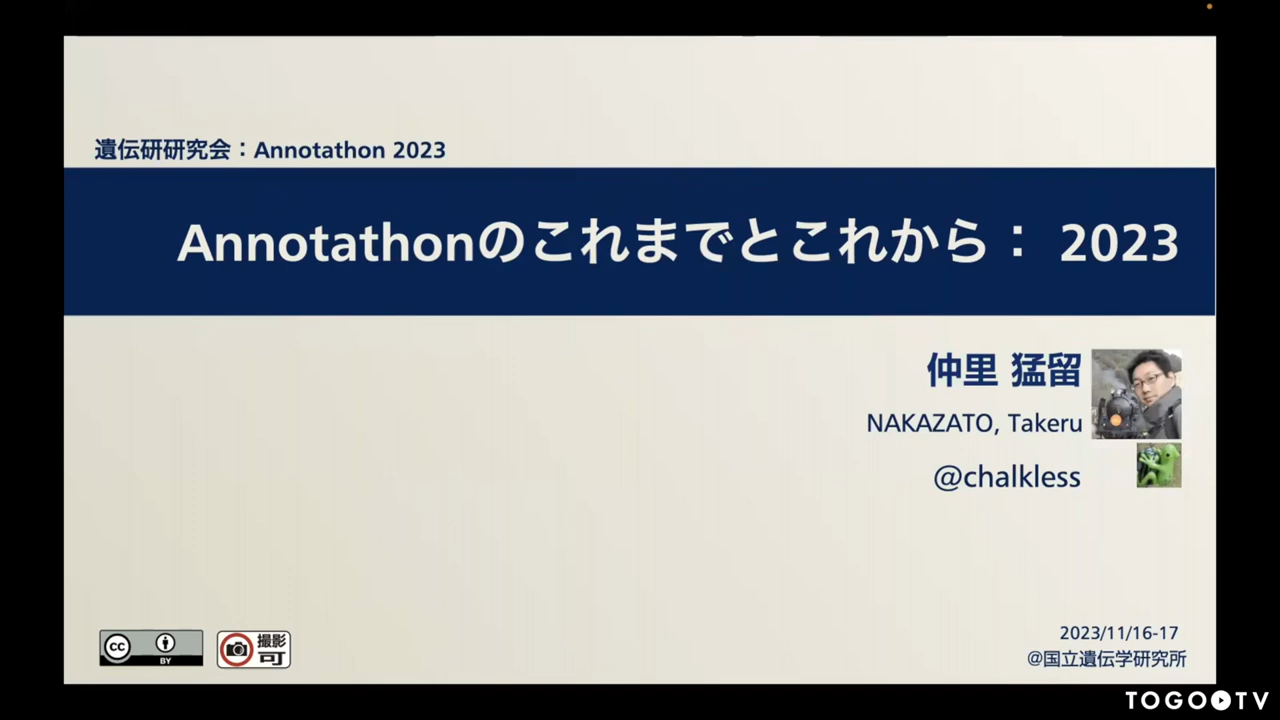 遺伝研研究会：Annotathon 2023
Annotathonのこれまでとこれから： 2023
仲里 猛留
NAKAZATO, Takeru
@chalkless
cc
BY
撮影
可
2023/11/16-17
@国立遺伝学研究所
TOGO TV